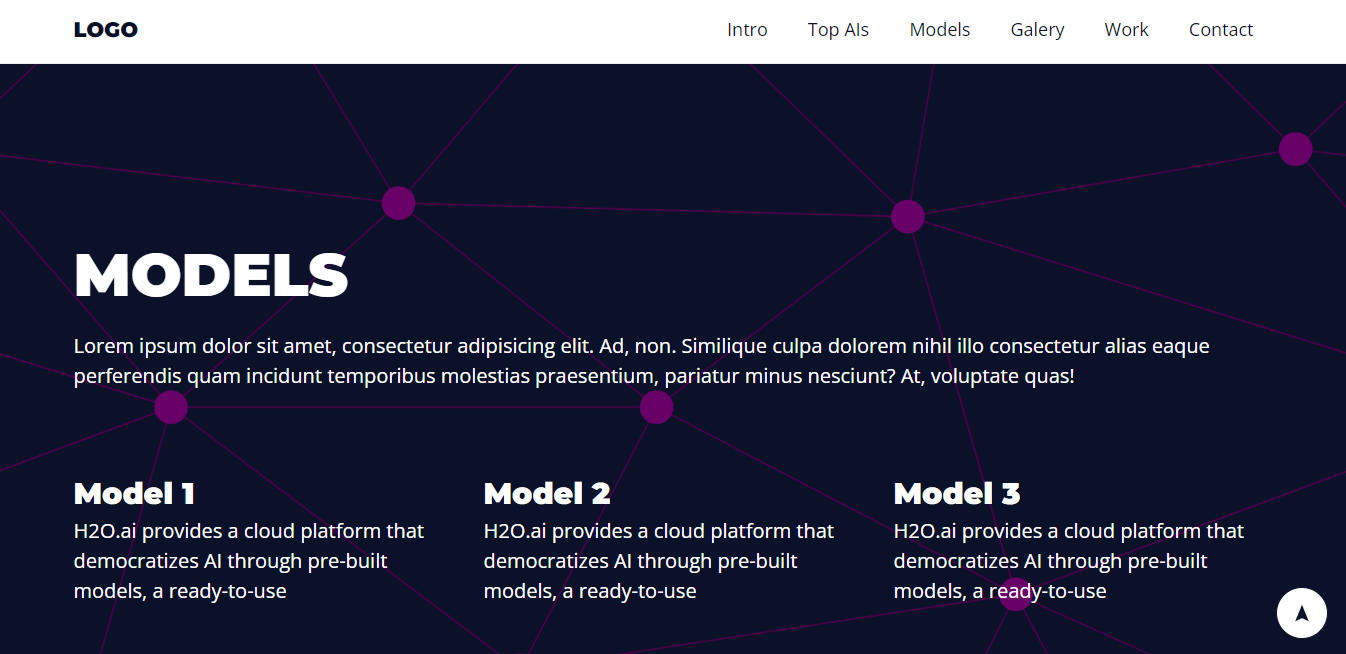 LOGO
Intro
Top AIs
Models
Galery
Work
Contact
MODELS
Lorem ipsum dolor sit amet, consectetur adipisicing elit. Ad, non. Similique culpa dolorem nihil illo consectetur alias eaque
perferendis quam incidunt temporibus molestias praesentium, pariatur minus nesciunt? At, voluptate quas!
Model 1
H2O.ai provides a cloud platform that
democratizes AI through pre-built
models, a ready-to-use
Model 2
H2O.ai provides a cloud platform that
democratizes AI through pre-built
models, a ready-to-use
Model 3
H2O.ai provides a cloud platform that
democratizes AI through pre-built
models, a ready-to-use